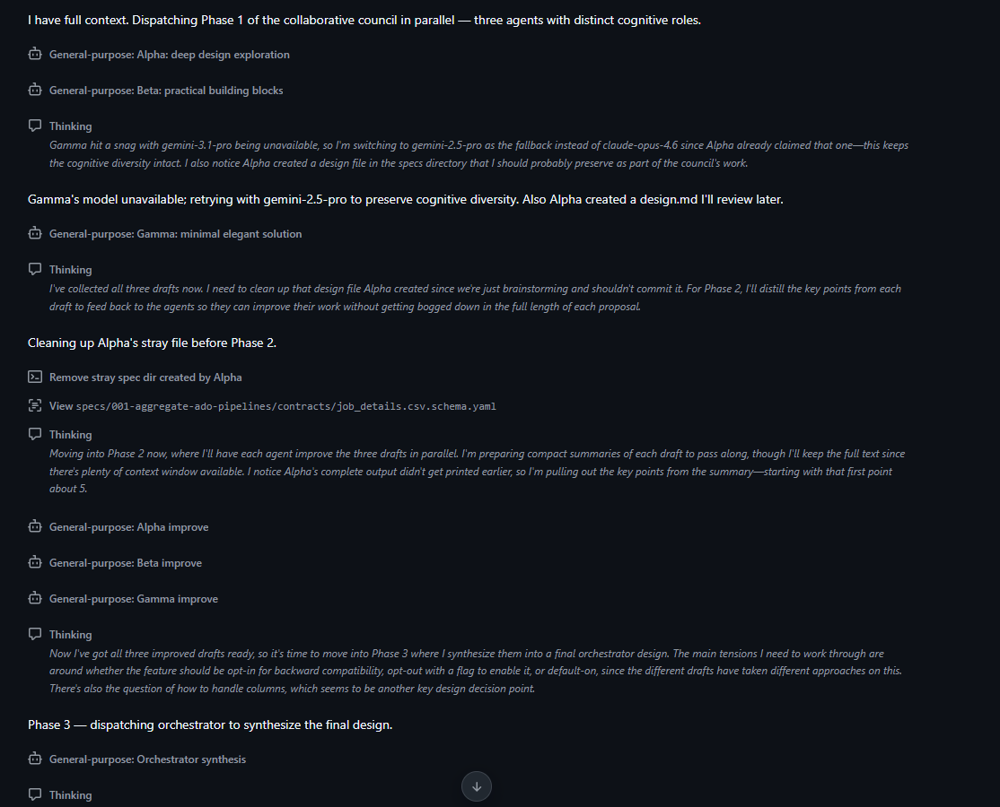 I have full context. Dispatching Phase 1 of the collaborative council in parallel — three agents with distinct cognitive roles.
General-purpose: Alpha: deep design exploration
General-purpose: Beta: practical building blocks
Thinking
Gamma hit a snag with gemini-3.1-pro being unavailable, so I'm switching to gemini-2.5-pro as the fallback instead of claude-opus-4.6 since Alpha already claimed that one—this keeps
the cognitive diversity intact. I also notice Alpha created a design file in the specs directory that I should probably preserve as part of the council's work.
Gamma's model unavailable; retrying with gemini-2.5-pro to preserve cognitive diversity. Also Alpha created a design.md I'll review later.
General-purpose: Gamma: minimal elegant solution
Thinking
I've collected all three drafts now. I need to clean up that design file Alpha created since we're just brainstorming and shouldn't commit it. For Phase 2, I'll distill the key points from each
draft to feed back to the agents so they can improve their work without getting bogged down in the full length of each proposal.
Cleaning up Alpha's stray file before Phase 2.
Remove stray spec dir created by Alpha
View specs/001-aggregate-ado-pipelines/contracts/job_details.csv.schema.yaml
Thinking
Moving into Phase 2 now, where I'll have each agent improve the three drafts in parallel. I'm preparing compact summaries of each draft to pass along, though I'll keep the full text since
there's plenty of context window available. I notice Alpha's complete output didn't get printed earlier, so I'm pulling out the key points from the summary—starting with that first point
about 5.
General-purpose: Alpha improve
General-purpose: Beta improve
General-purpose: Gamma improve
Thinking
Now I've got all three improved drafts ready, so it's time to move into Phase 3 where I synthesize them into a final orchestrator design. The main tensions I need to work through are
around whether the feature should be opt-in for backward compatibility, opt-out with a flag to enable it, or default-on, since the different drafts have taken different approaches on this.
There's also the question of how to handle columns, which seems to be another key design decision point.
Phase 3 — dispatching orchestrator to synthesize the final design.
General-purpose: Orchestrator synthesis
Thinking